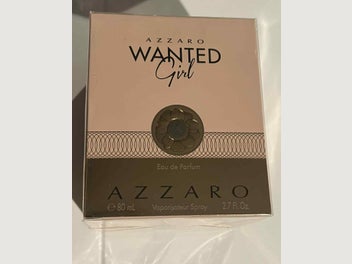 AZZARO
WANTED
Girl
Eau de Parfum
AZZARO
℮ 80 mL Vaporisateur Spray 2.7 Fl. Oz.